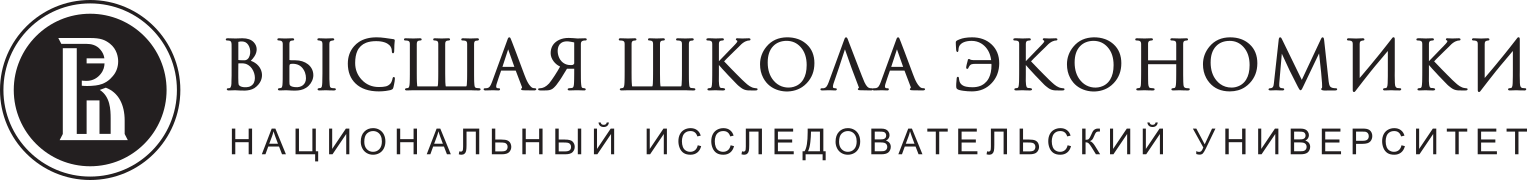 ВЫСШАЯ ШКОЛА ЭКОНОМИКИ
НАЦИОНАЛЬНЫЙ ИССЛЕДОВАТЕЛЬСКИЙ УНИВЕРСИТЕТ